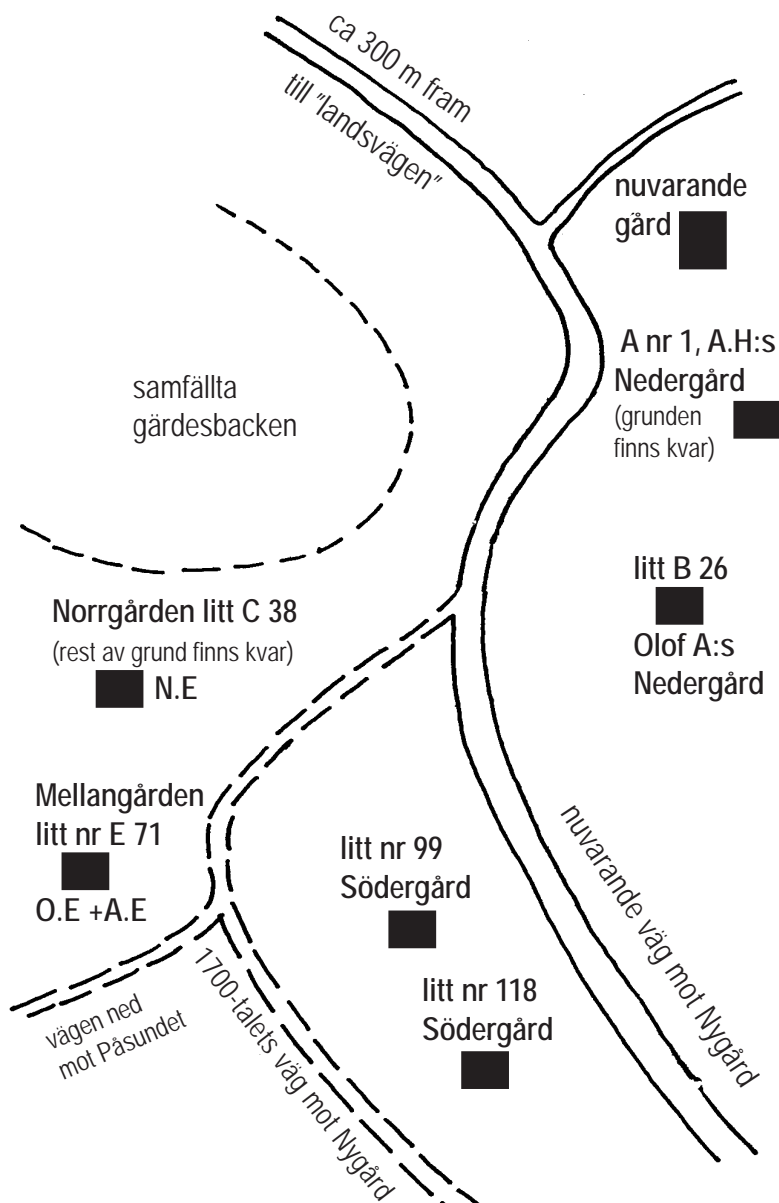 ca 300 m fram
till "landsvägen"
nuvarande
gård
A nr 1, A.H:s
Nedergård
(grunden
finns kvar)
samfällta
gärdesbacken
litt B 26
Olof A:s
Nedergård
Norrgården litt C 38
(rest av grund finns kvar)
N.E
Mellangården
litt nr E 71
O.E +A.E
litt nr 99
Södergård
litt nr 118
Södergård
nuvarande väg mot Nygård
1700-talets väg mot Nygård
vägen ned
mot Påsundet